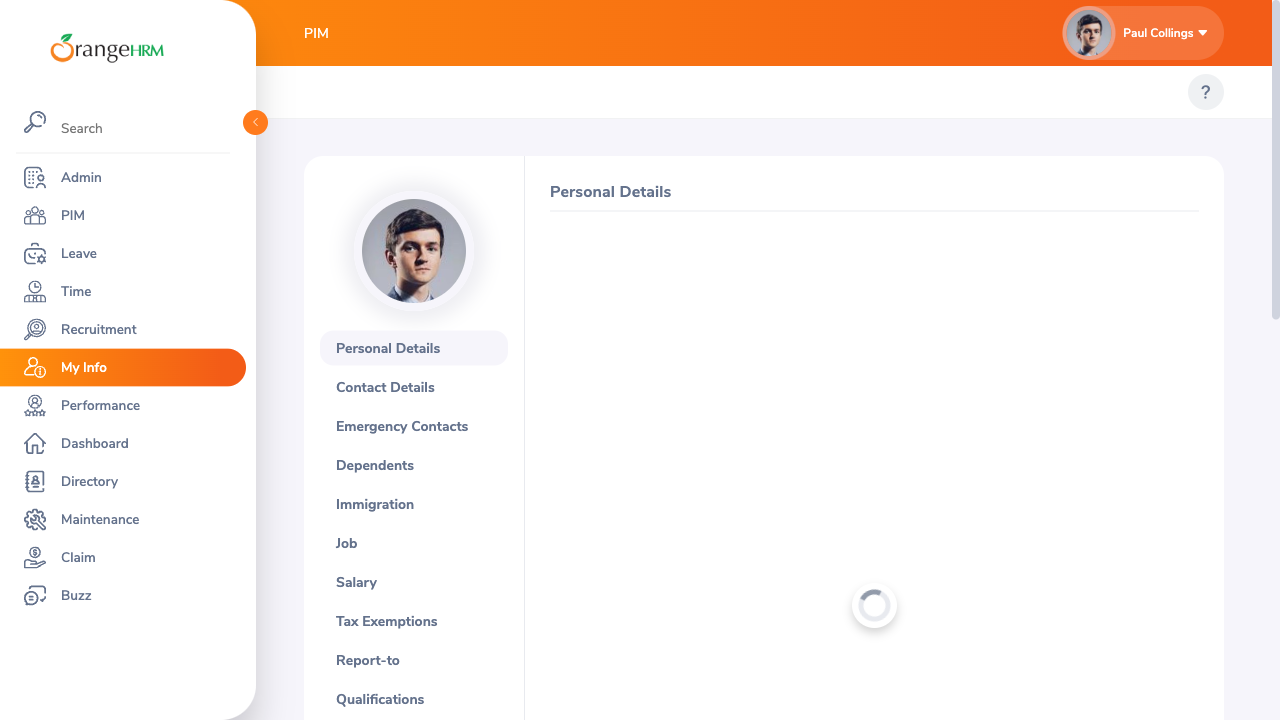 OrangeHRM
PIM
Paul Collings
?
Search
Admin
PIM
Leave
Time
Recruitment
My Info
Performance
Dashboard
Directory
Maintenance
Claim
Buzz
Personal Details
Contact Details
Emergency Contacts
Dependents
Immigration
Job
Salary
Tax Exemptions
Report-to
Qualifications
Personal Details